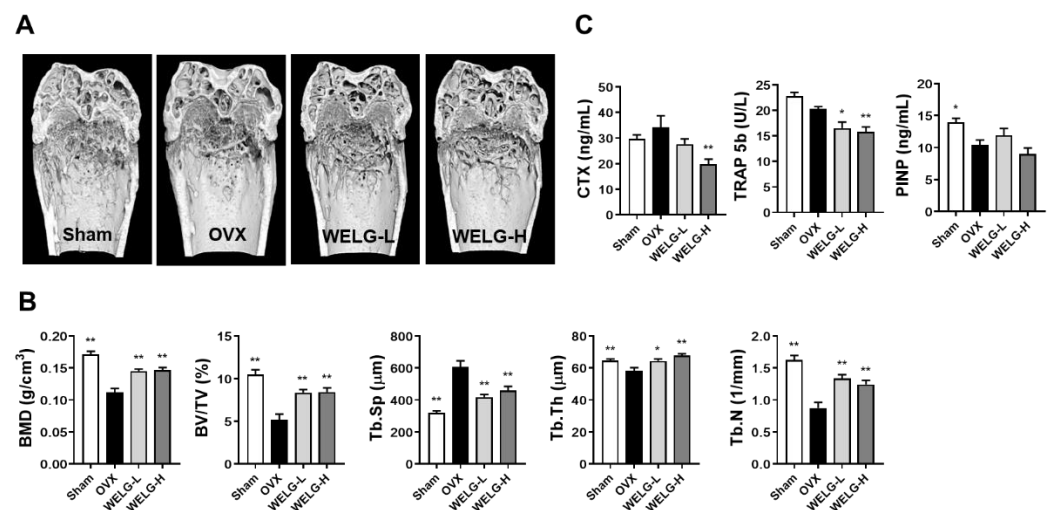 A
Sham
OVX
WELG-L
WELG-H
C
CTX (ng/mL)
50
40
30
20
10
0
**
Sham
OVX
WELG-L
WELG-H
TRAP 5b (U/L)
25
20
15
10
5
0
*
**
Sham
OVX
WELG-L
WELG-H
PINP (ng/mL)
20
15
10
5
0
*
Sham
OVX
WELG-L
WELG-H
B
BMD (g/cm³)
0.20
0.15
0.10
0.05
0.00
**
**
**
Sham
OVX
WELG-L
WELG-H
BV/TV (%)
15
10
5
0
**
**
**
Sham
OVX
WELG-L
WELG-H
Tb.Sp (μm)
800
600
400
200
0
**
**
**
Sham
OVX
WELG-L
WELG-H
Tb.Th (μm)
80
60
40
20
0
**
*
**
Sham
OVX
WELG-L
WELG-H
Tb.N (1/mm)
2.0
1.5
1.0
0.5
0.0
**
**
**
Sham
OVX
WELG-L
WELG-H